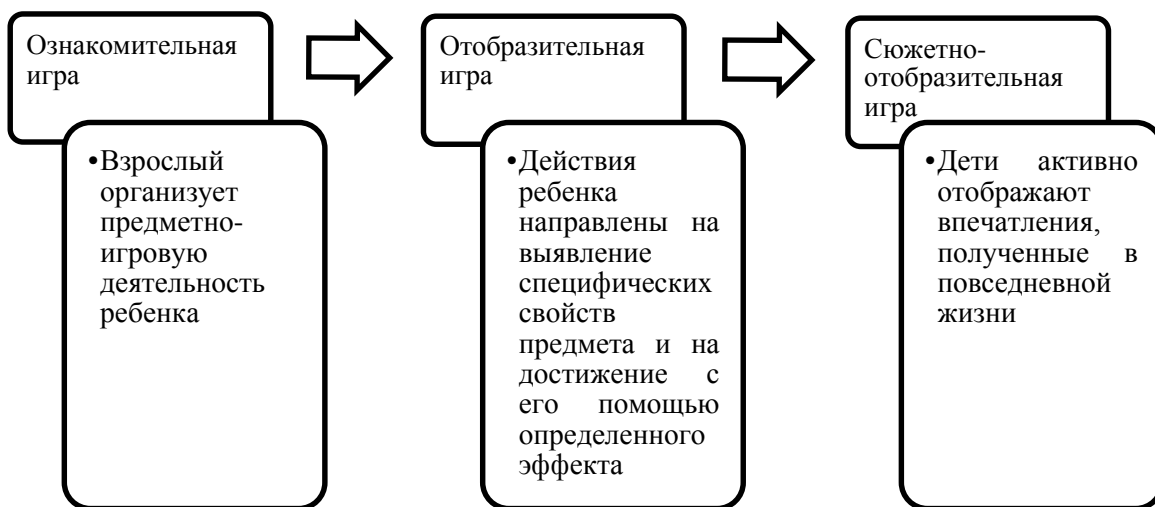 Ознакомительная
игра
•Взрослый
организует
предметно-
игровую
деятельность
ребенка
Отобразительная
игра
•Действия
ребенка
направлены на
выявление
специфических
свойств
предмета и на
достижение с
его помощью
определенного
эффекта
Сюжетно-
отобразительная
игра
•Дети активно
отображают
впечатления,
полученные в
повседневной
жизни